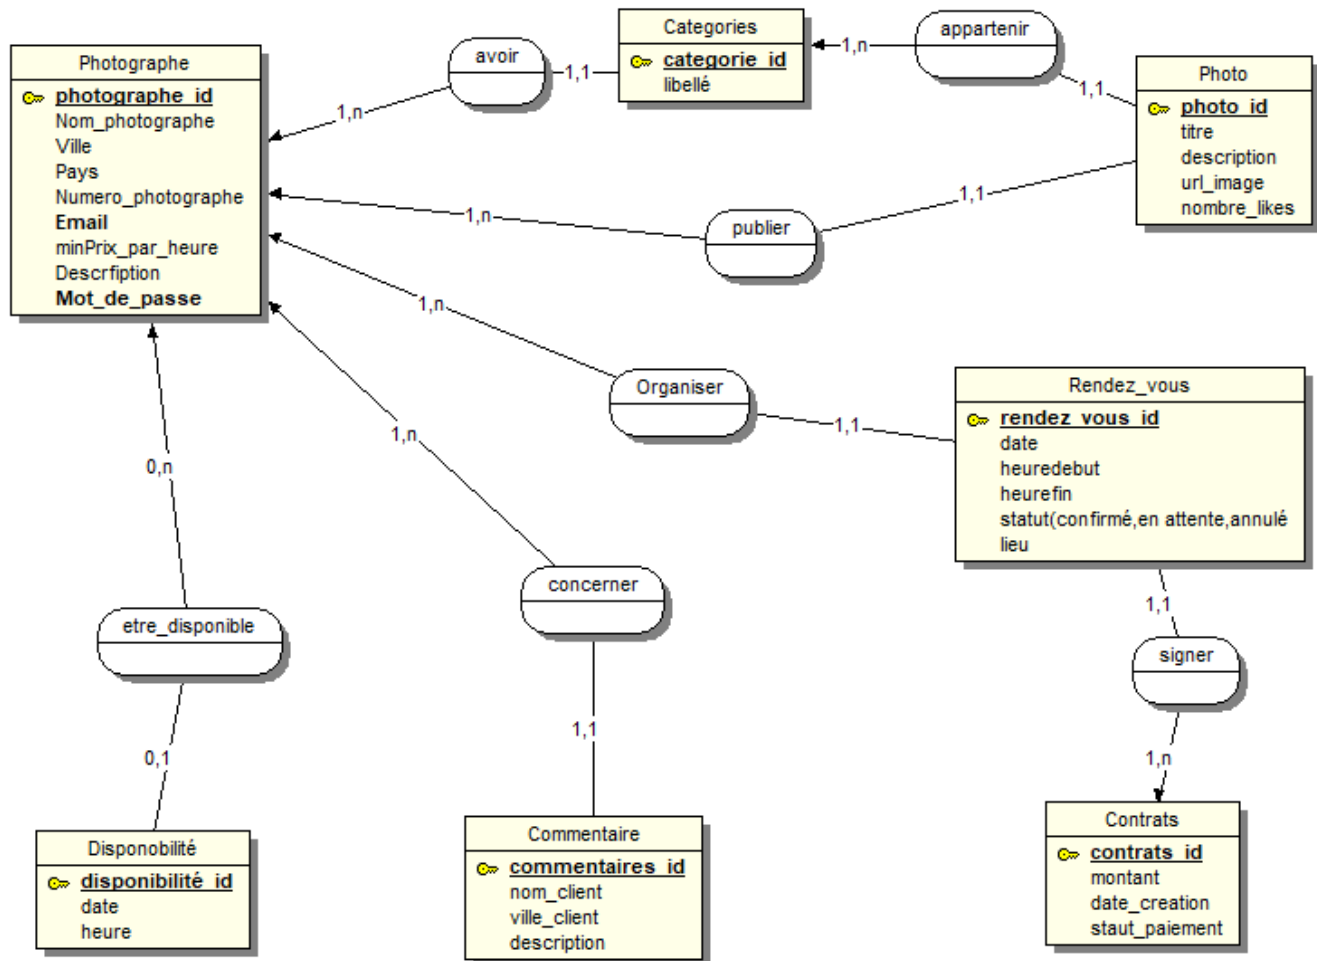 Photographe
photographe_id
Nom_photographe
Ville
Pays
Numero_photographe
Email
minPrix_par_heure
Descrfiption
Mot_de_passe
avoir
1,n
1,1
Categories
categorie_id
libellé
appartenir
1,n
1,1
Photo
photo_id
titre
description
url_image
nombre_likes
publier
1,n
1,1
Organiser
1,n
1,1
Rendez_vous
rendez_vous_id
date
heuredebut
heurefin
statut(confirmé,en attente,annulé
lieu
concerner
1,n
1,1
etre_disponible
0,n
0,1
signer
1,1
1,n
Disponobilité
disponibilité_id
date
heure
Commentaire
commentaires_id
nom_client
ville_client
description
Contrats
contrats_id
montant
date_creation
staut_paiement